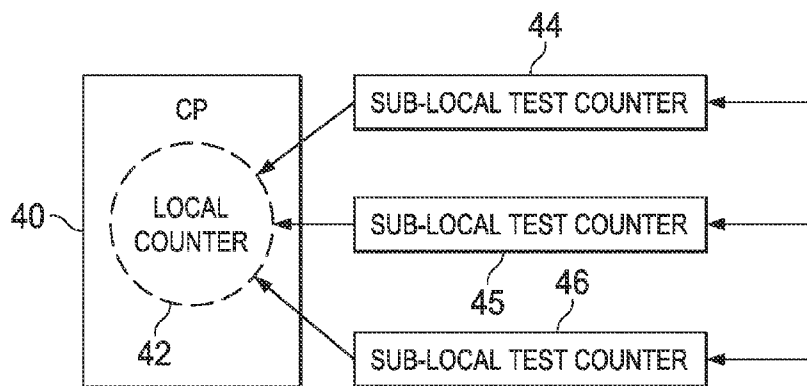 44
CP
SUB-LOCAL TEST COUNTER
40
LOCAL
COUNTER
SUB-LOCAL TEST COUNTER
45
46
42
SUB-LOCAL TEST COUNTER